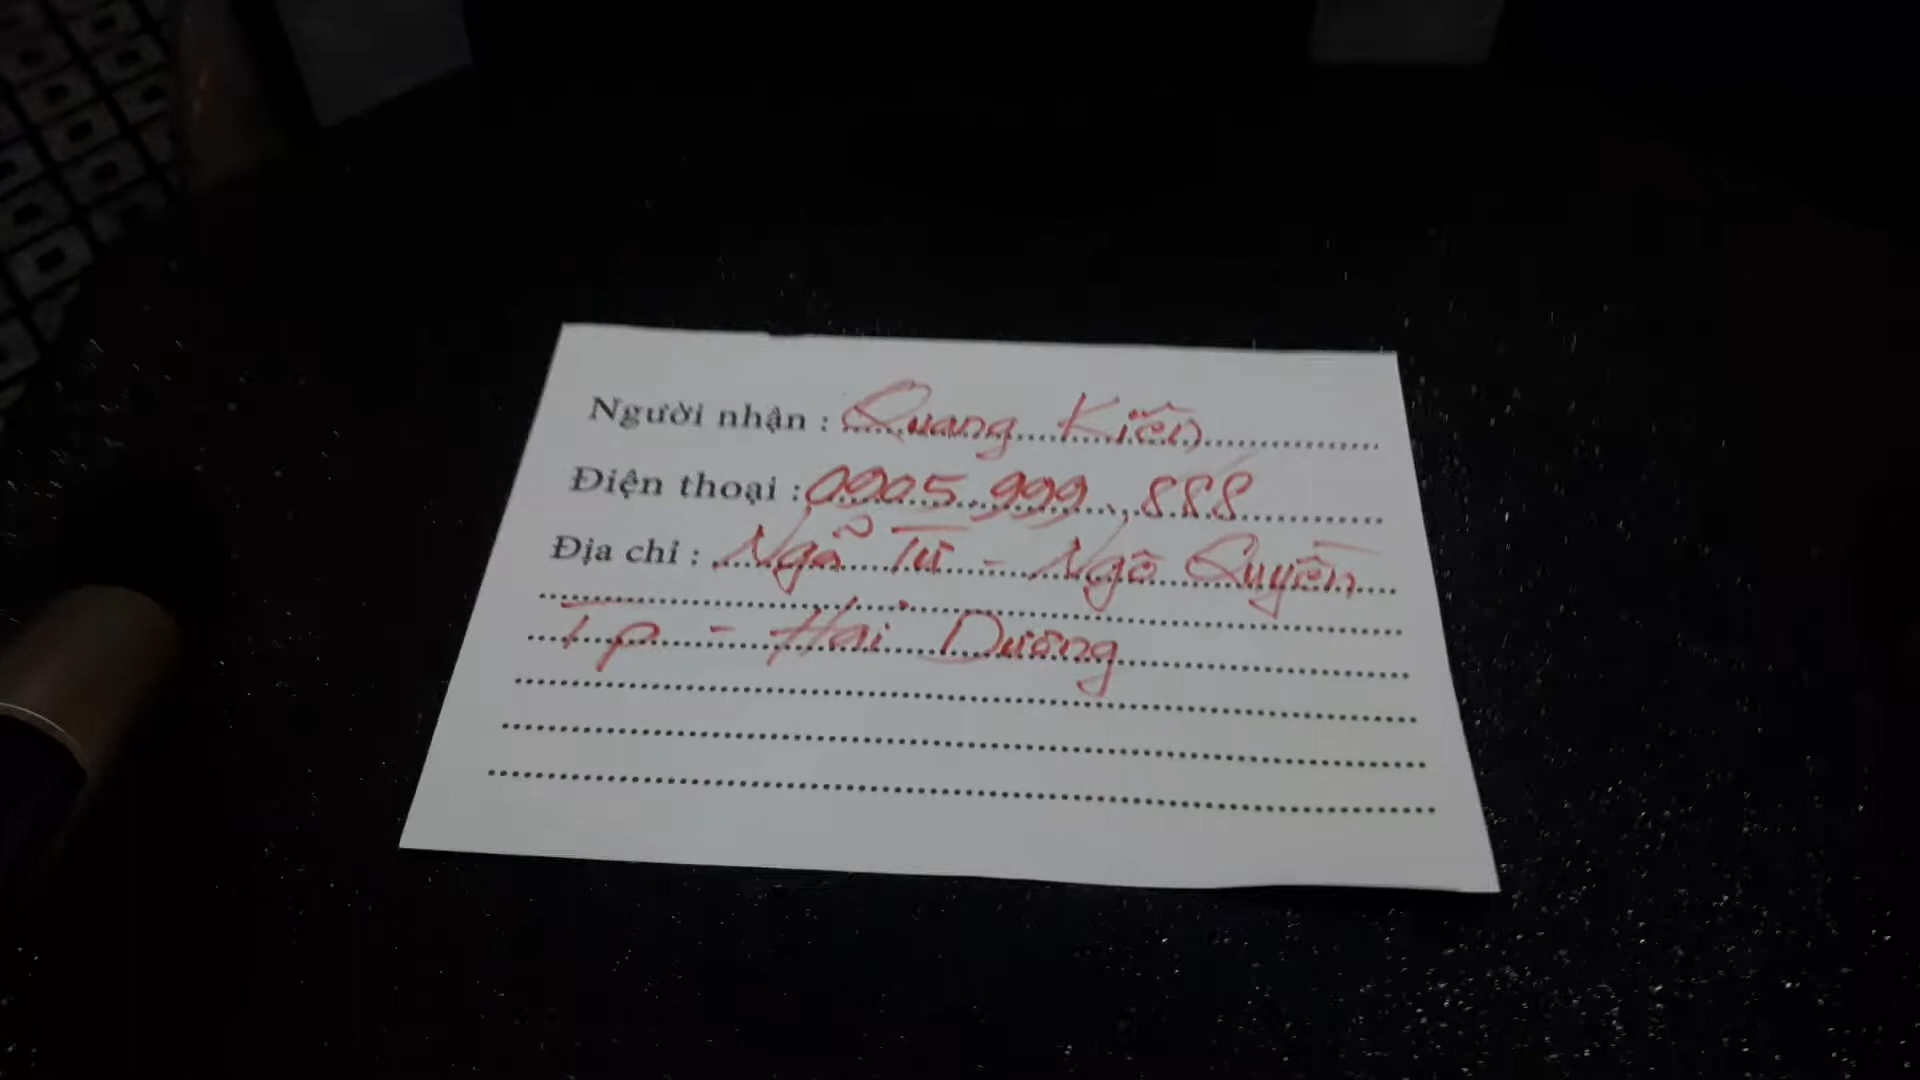 Người nhận : Quang Kiên
Điện thoại : 0905.999.888
Địa chỉ : Ngã Tư - Ngô Quyền
Tp - Hải Dương